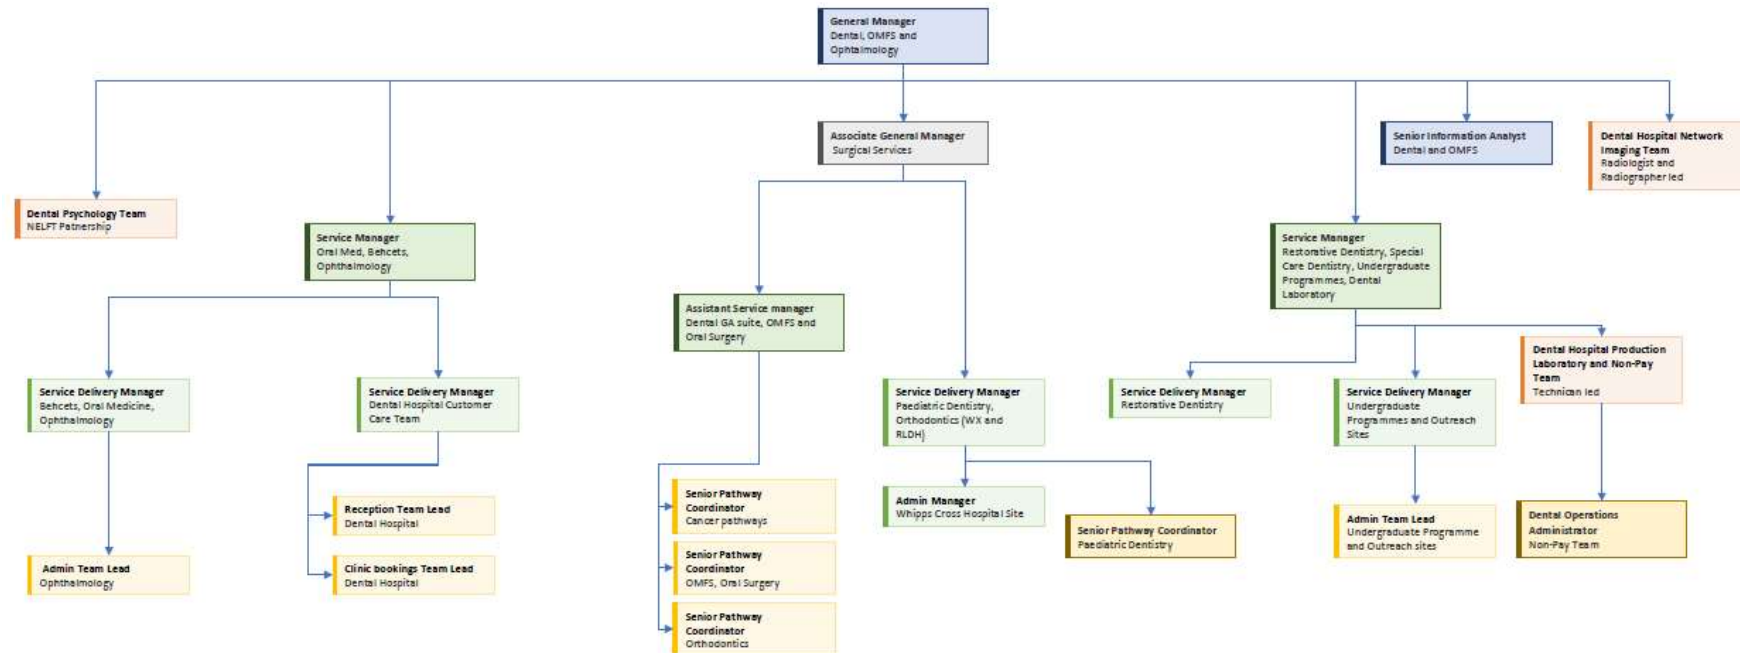 General Manager
Dental, OMFS and
Ophtalmology
Associate General Manager
Surgical Services
Senior Information Analyst
Dental and OMFS
Dental Hospital Network
Imaging Team
Radiologist and
Radiographer led
Dental Psychology Team
NELFT Patnership
Service Manager
Oral Med, Behcets,
Ophthalmology
Service Manager
Restorative Dentistry, Special
Care Dentistry, Undergraduate
Programmes, Dental
Laboratory
Assistant Service manager
Dental GA suite, OMFS and
Oral Surgery
Dental Hospital Production
Laboratory and Non-Pay
Team
Technican led
Service Delivery Manager
Behcets, Oral Medicine,
Ophthalmology
Service Delivery Manager
Dental Hospital Customer
Care Team
Service Delivery Manager
Paediatric Dentistry,
Orthodontics (WX and
RLDH)
Service Delivery Manager
Restorative Dentistry
Service Delivery Manager
Undergraduate
Programmes and Outreach
Sites
Reception Team Lead
Dental Hospital
Senior Pathway
Coordinator
Cancer pathways
Admin Manager
Whipps Cross Hospital Site
Senior Pathway Coordinator
Paediatric Dentistry
Admin Team Lead
Undergraduate Programme
and Outreach sites
Dental Operations
Administrator
Non-Pay Team
Admin Team Lead
Ophthalmology
Clinic bookings Team Lead
Dental Hospital
Senior Pathway
Coordinator
OMFS, Oral Surgery
Senior Pathway
Coordinator
Orthodontics